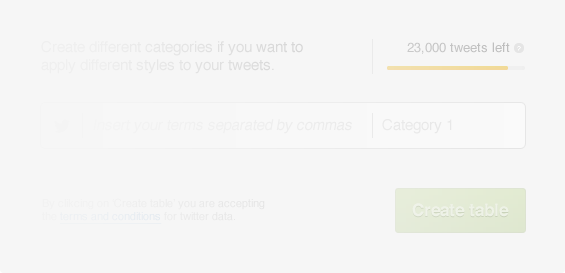 Create different categories if you want to
apply different styles to your tweets.
23,000 tweets left
Insert your terms separated by commas
Category 1
By clicking on 'Create table' you are accepting
the terms and conditions for twitter data
Create table